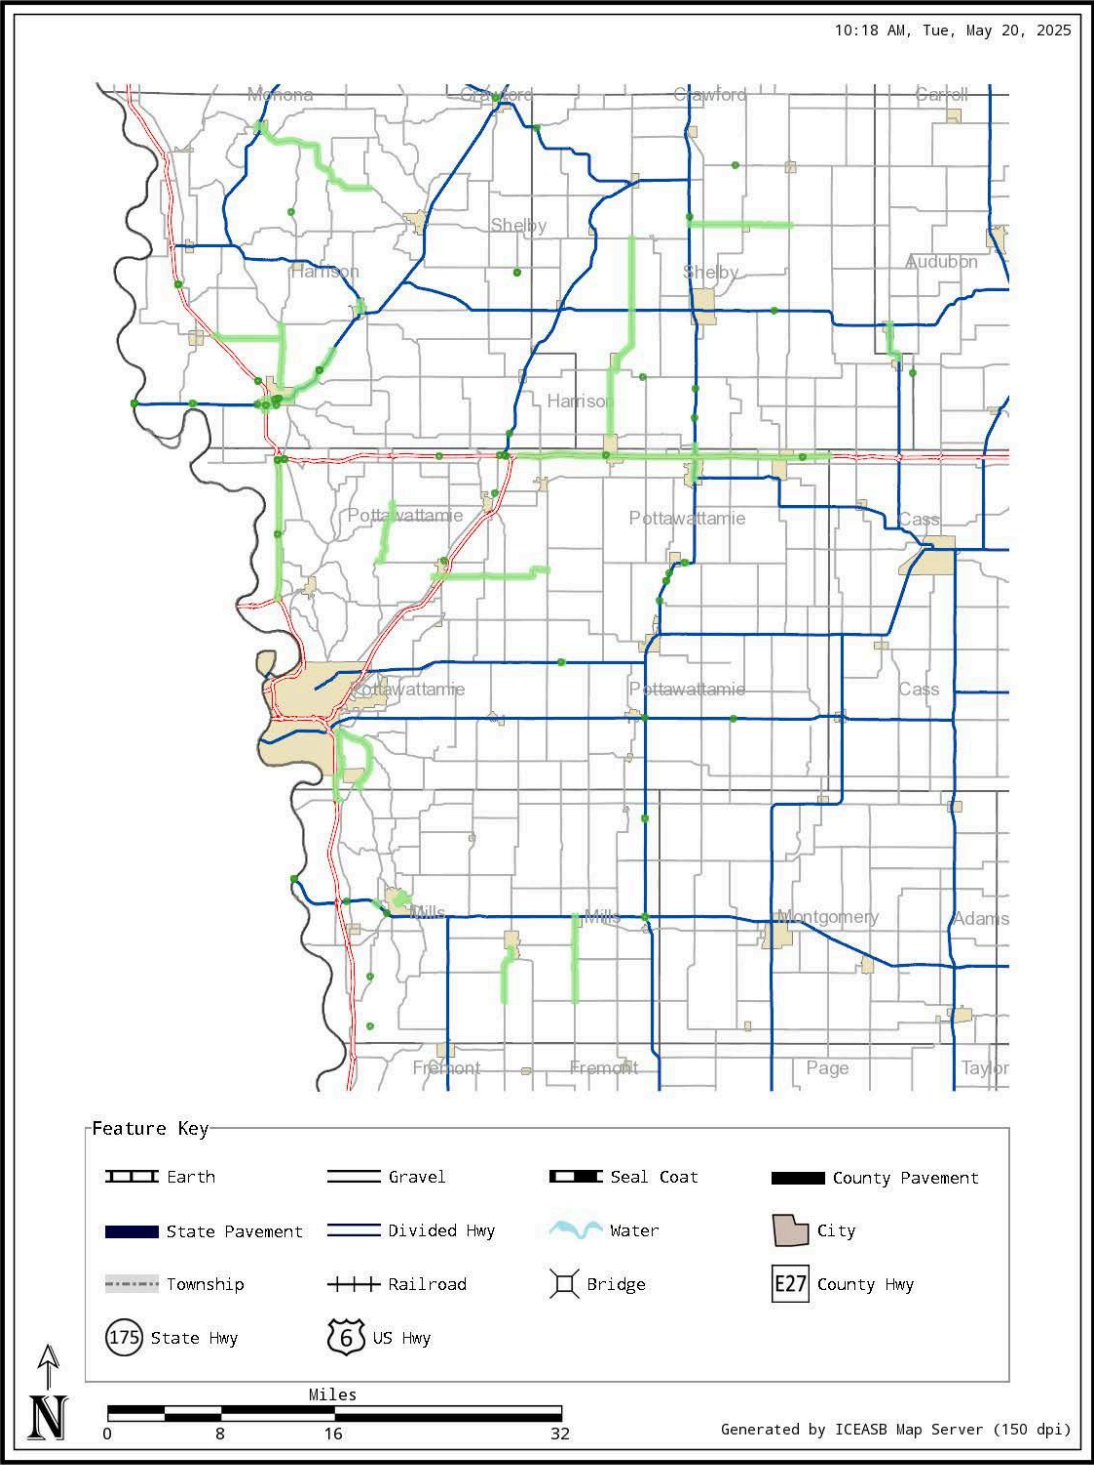 10:18 AM, Tue, May 20, 2025
Monona
Crawford
Crawford
Carroll
Shelby
Harrison
Shelby
Audubon
Harrison
Pottawattamie
Pottawattamie
Cass
Pottawattamie
Pottawattamie
Cass
Mills
Mills
Montgomery
Adams
Fremont
Fremont
Page
Taylor
Feature Key
Earth
Gravel
Seal Coat
County Pavement
State Pavement
Divided Hwy
Water
City
Township
Railroad
Bridge
E27 County Hwy
175 State Hwy
6 US Hwy
N
Miles
0 8 16 32
Generated by ICEASB Map Server (150 dpi)